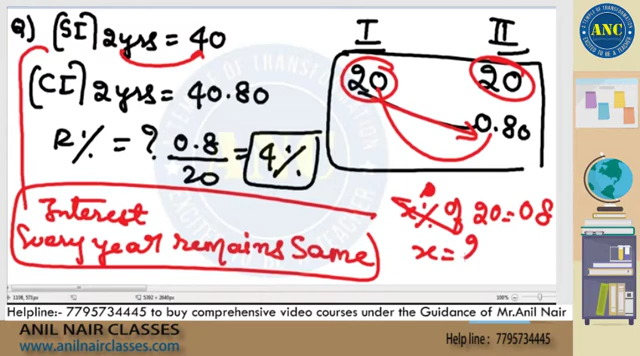 Q) (SI) 2yrs = 40
(CI) 2yrs = 40.80
R% = ? 0.8/20 = 4%
Interest
Every year remains Same
I II
20 20
0.80
x% of 20 = 0.8
x = ?
ANC
Helpline:- 7795734445 to buy comprehensive video courses under the Guidance of Mr.Anil Nair
ANIL NAIR CLASSES
www.anilnairclasses.com
Help line : 7795734445